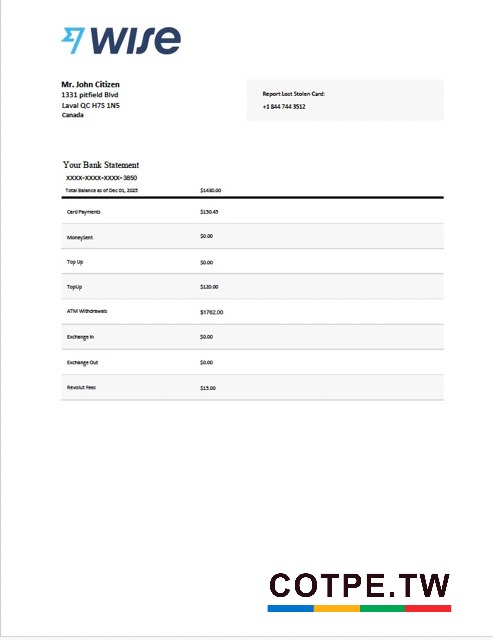 WISE
Mr. John Citizen
1331 pitfield Blvd
Laval QC H7S 1N5
Canada
Report Lost Stolen Card:
+1 844 744 3512
Your Bank Statement
XXXX-XXXX-XXXX-3850
Total Balance as of Dec 01, 2025 $1430.00
Card Payments $150.45
MoneySent $0.00
Top Up $0.00
TopUp $120.00
ATM Withdrawals $1762.00
Exchange In $0.00
Exchange Out $0.00
Revolut Fees $15.00
COTPE.TW